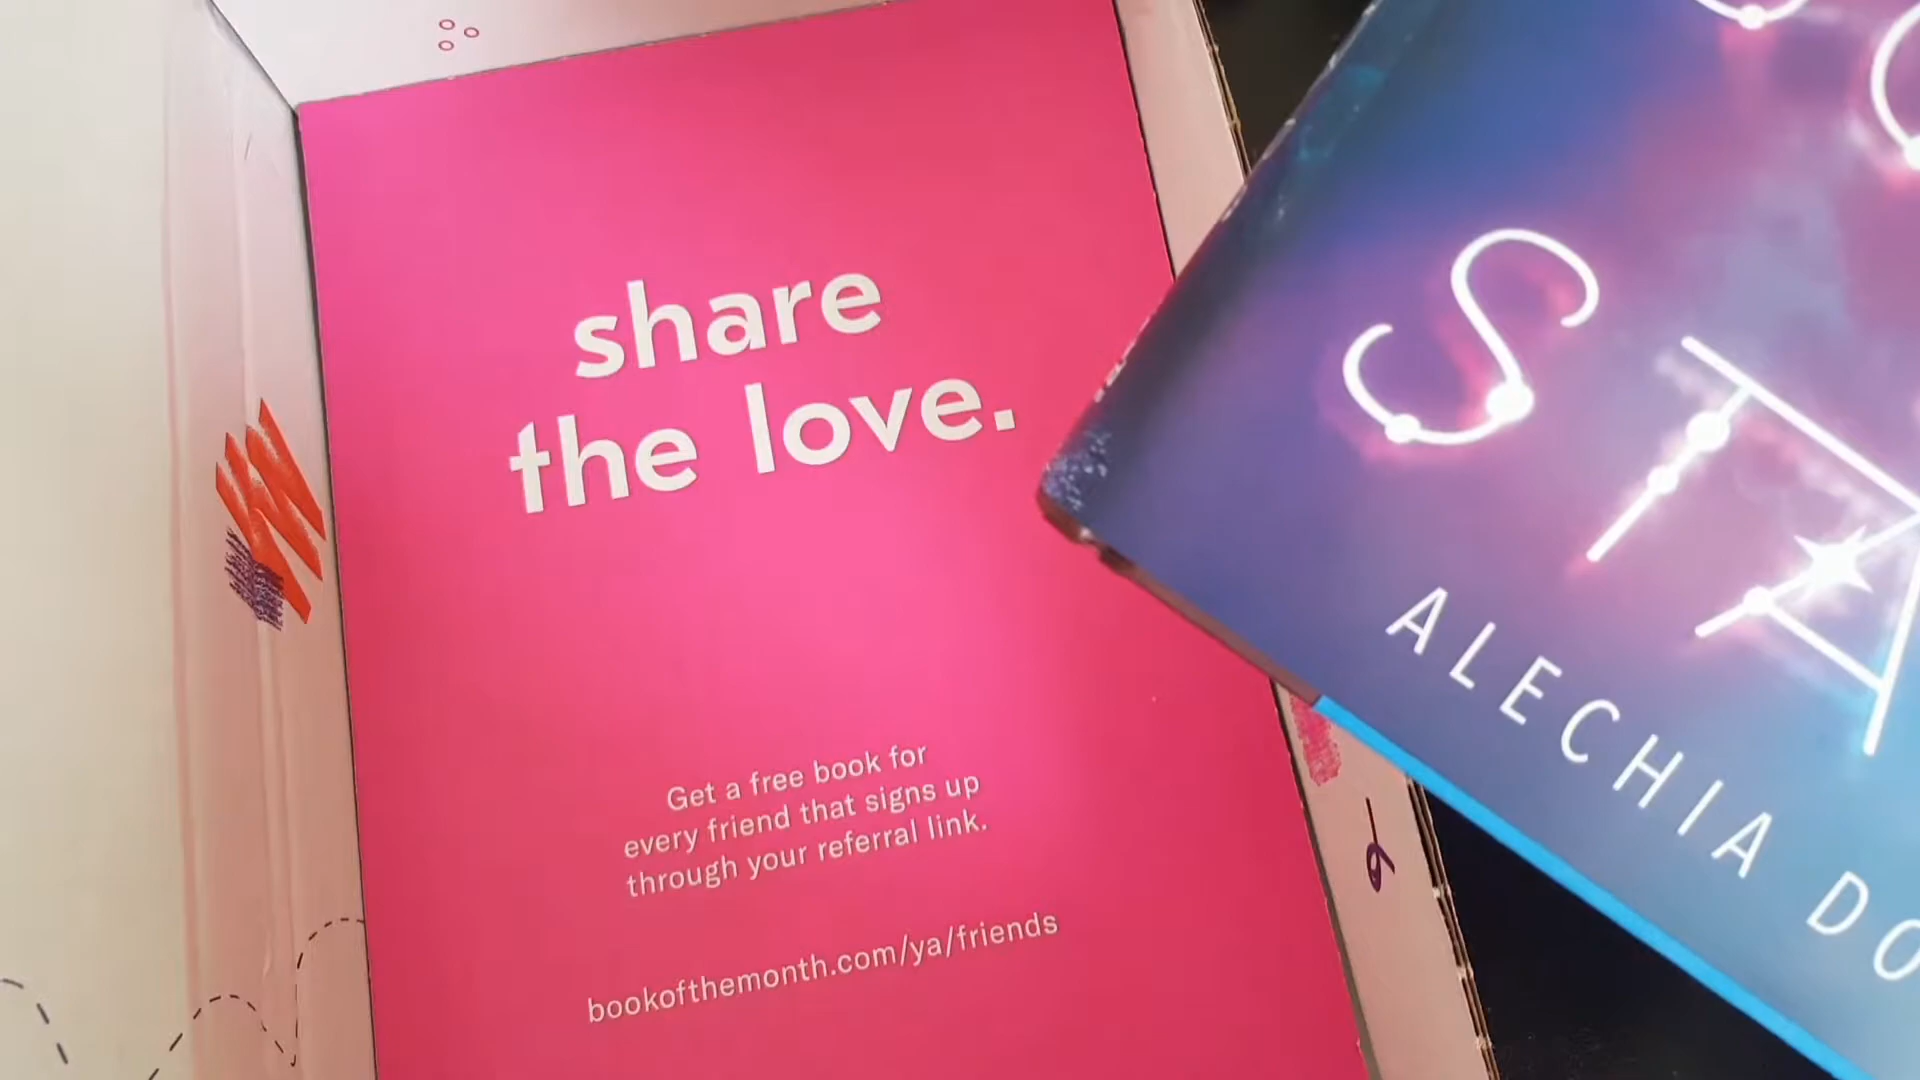 share
the love.
Get a free book for
every friend that signs up
through your referral link.
bookofthemonth.com/ya/friends
ALECHIA